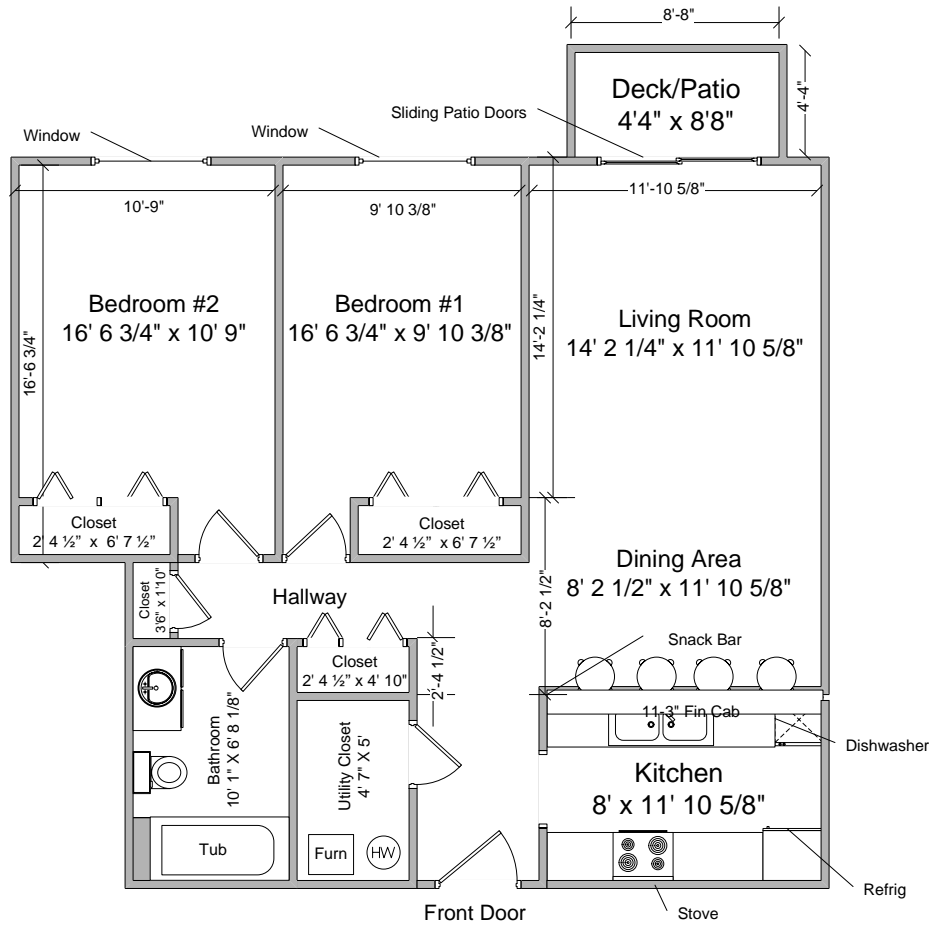 8'-8"
Deck/Patio
4'4" x 8'8"
4'-4"
Sliding Patio Doors
Window
Window
10'-9"
9' 10 3/8"
11'-10 5/8"
Bedroom #2
16' 6 3/4" x 10' 9"
Bedroom #1
16' 6 3/4" x 9' 10 3/8"
Living Room
14' 2 1/4" x 11' 10 5/8"
16'-6 3/4"
14'-2 1/4"
Closet
2' 4 ½" x 6' 7 ½"
Closet
2' 4 ½" x 6' 7 ½"
Dining Area
8' 2 1/2" x 11' 10 5/8"
8'-2 1/2"
Closet
3'6" x 1'10"
Hallway
Snack Bar
Closet
2' 4 ½" x 4' 10"
2'-4 1/2"
11-3" Fin Cab
Dishwasher
Bathroom
10' 1" X 6' 8 1/8"
Utility Closet
4' 7" X 5'
Kitchen
8' x 11' 10 5/8"
Tub
Furn
HW
Refrig
Front Door
Stove